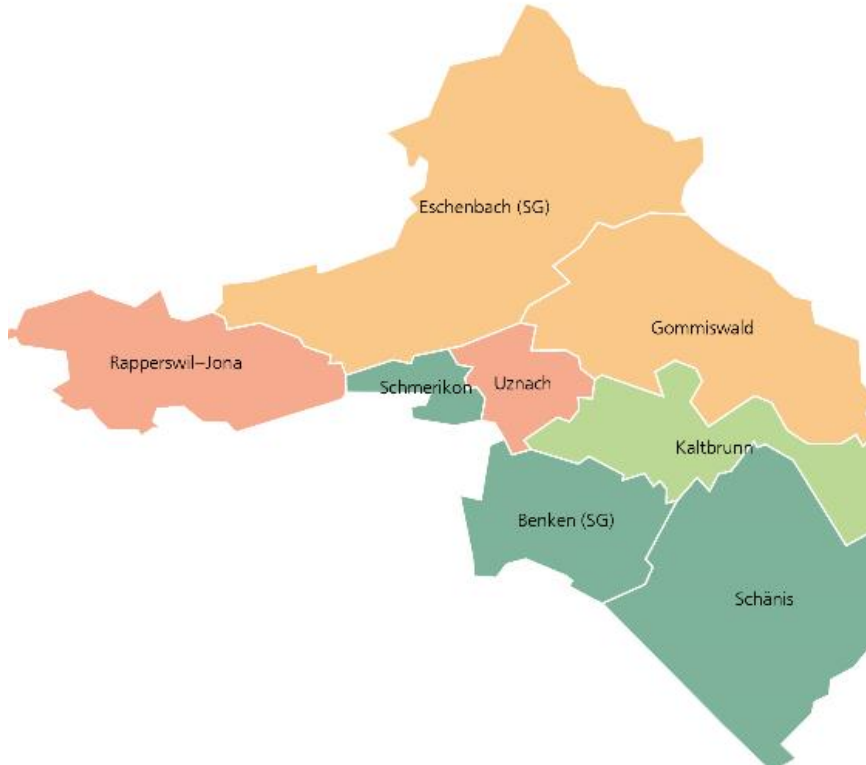 Eschenbach (SG)
Gommiswald
Rapperswil–Jona
Schmerikon
Uznach
Kaltbrunn
Benken (SG)
Schänis